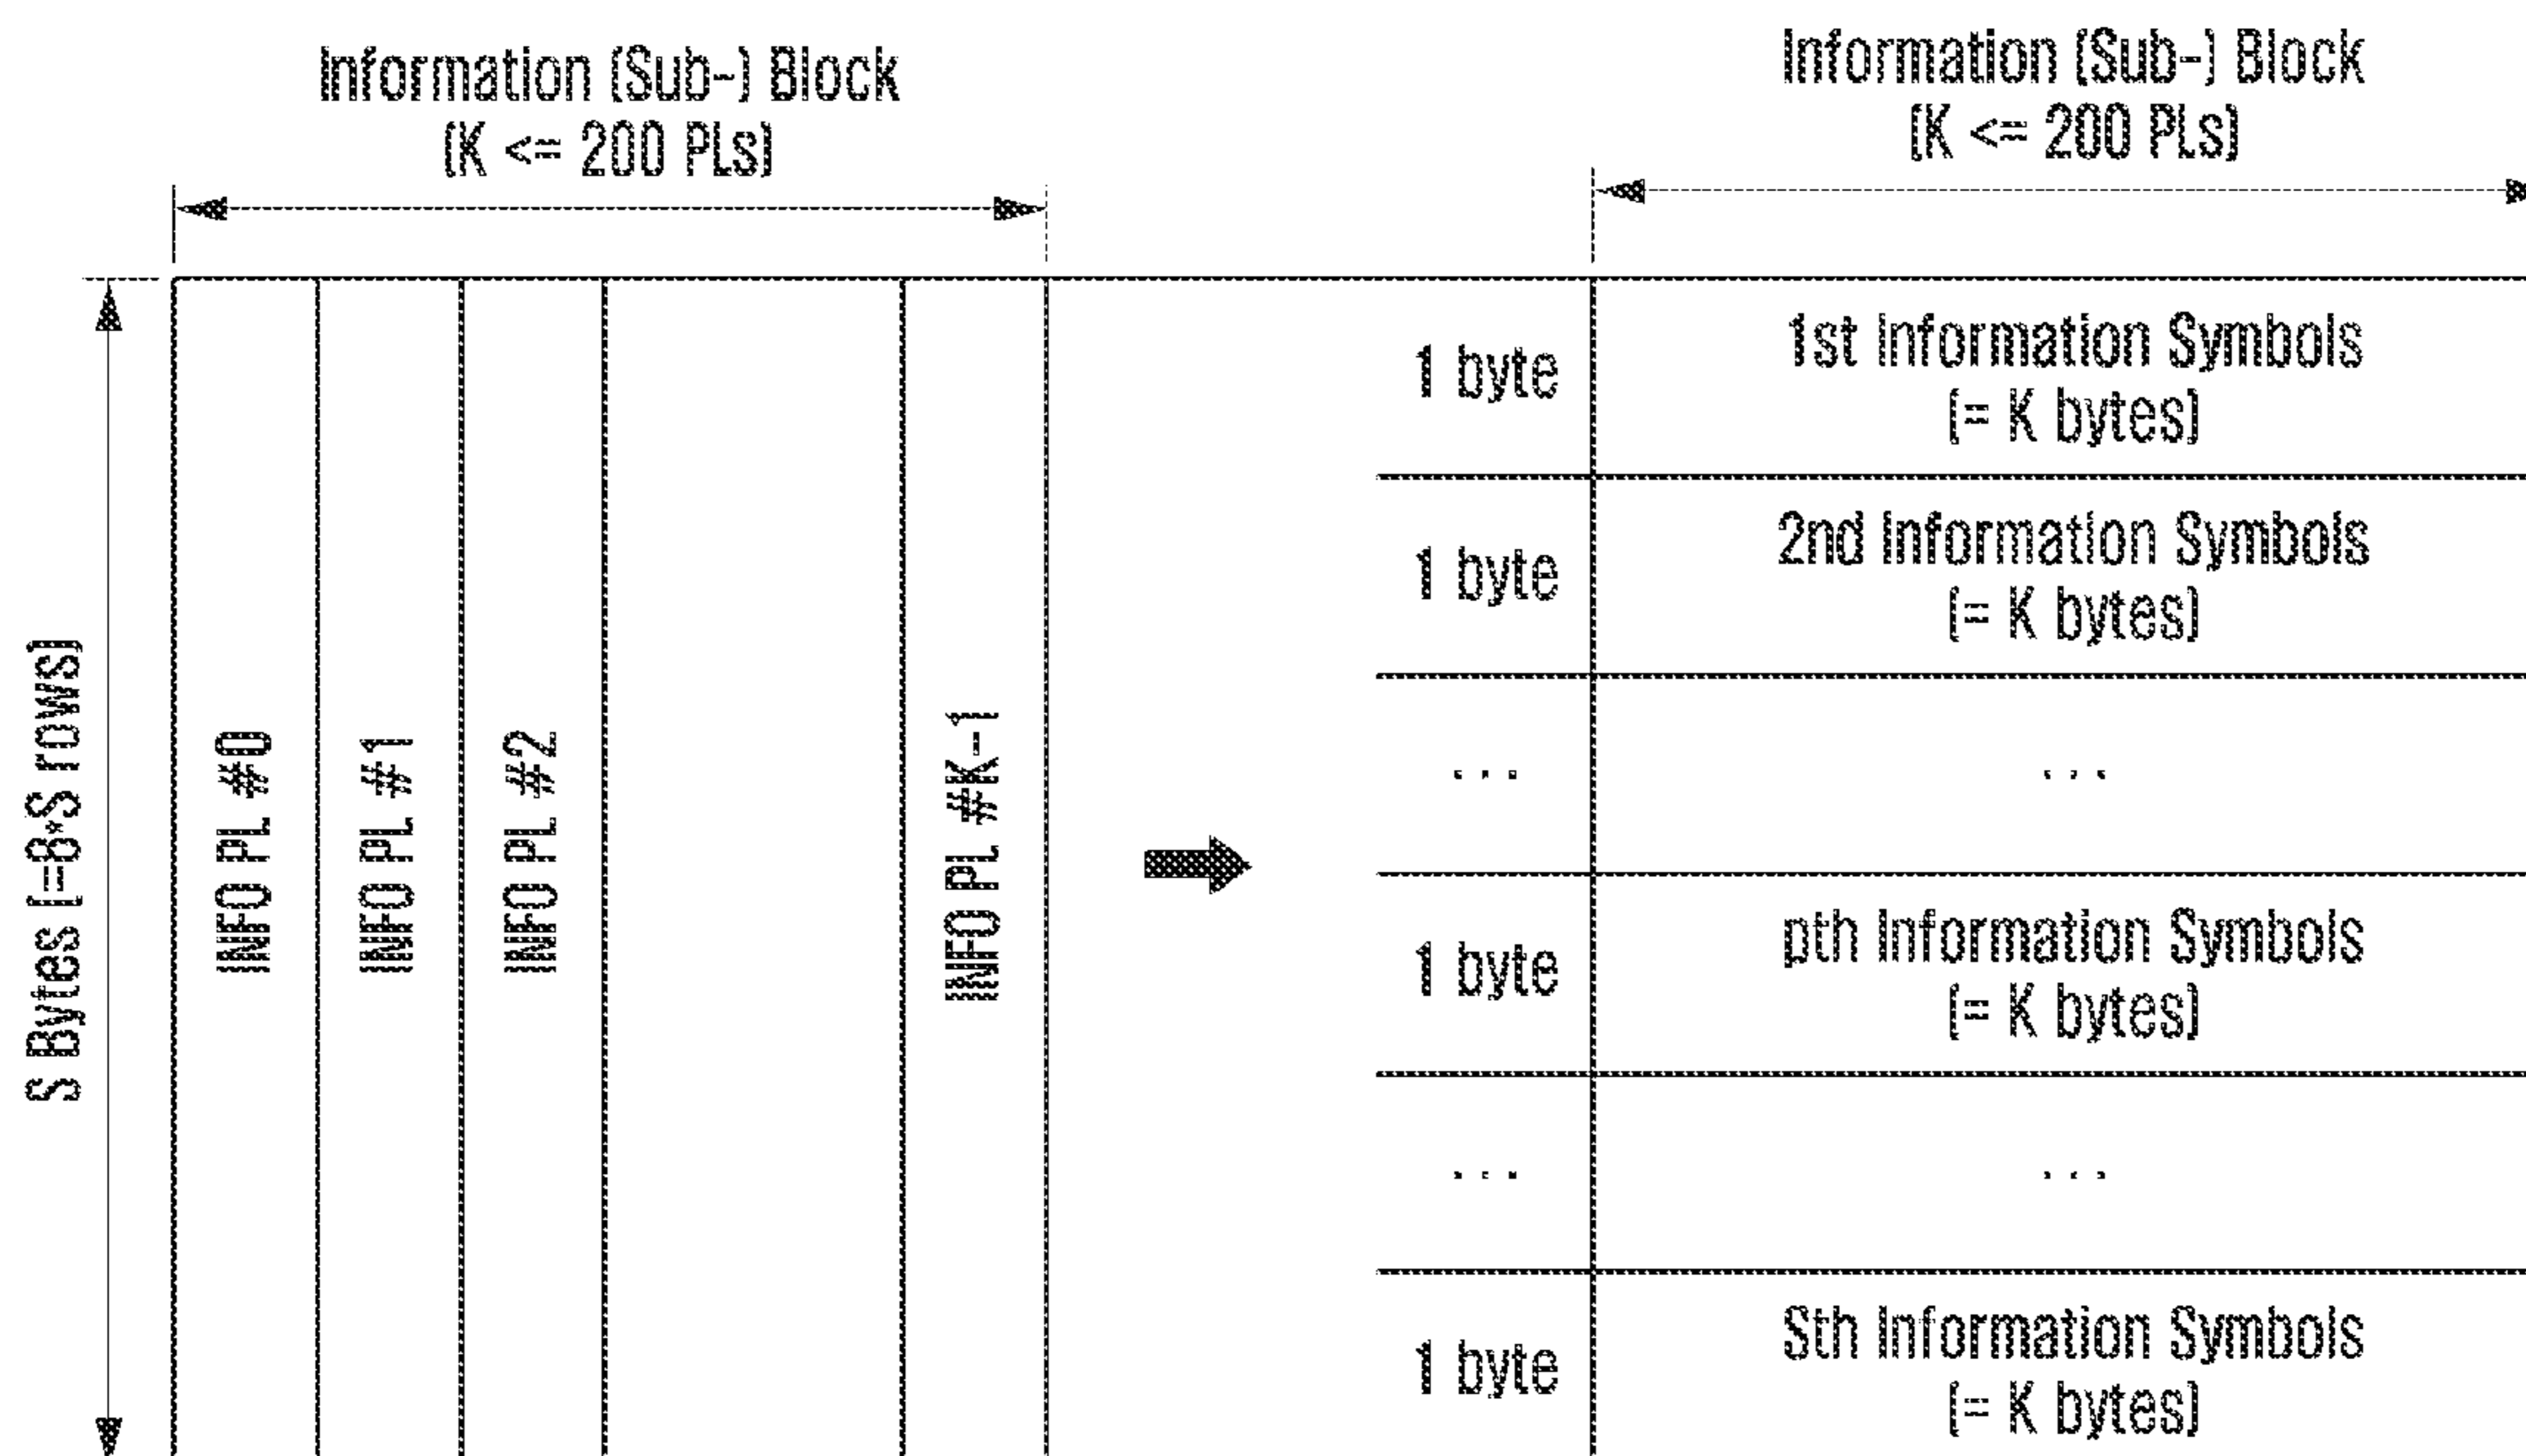 Information (Sub-) Block
(K <= 200 PLs)
Information (Sub-) Block
(K <= 200 PLs)
S Bytes (=8*S rows)
INFO PL #0
INFO PL #1
INFO PL #2
INFO PL #K-1
1 byte
1st Information Symbols
(= K bytes)
1 byte
2nd Information Symbols
(= K bytes)
...
...
1 byte
pth Information Symbols
(= K bytes)
...
...
1 byte
Sth Information Symbols
(= K bytes)